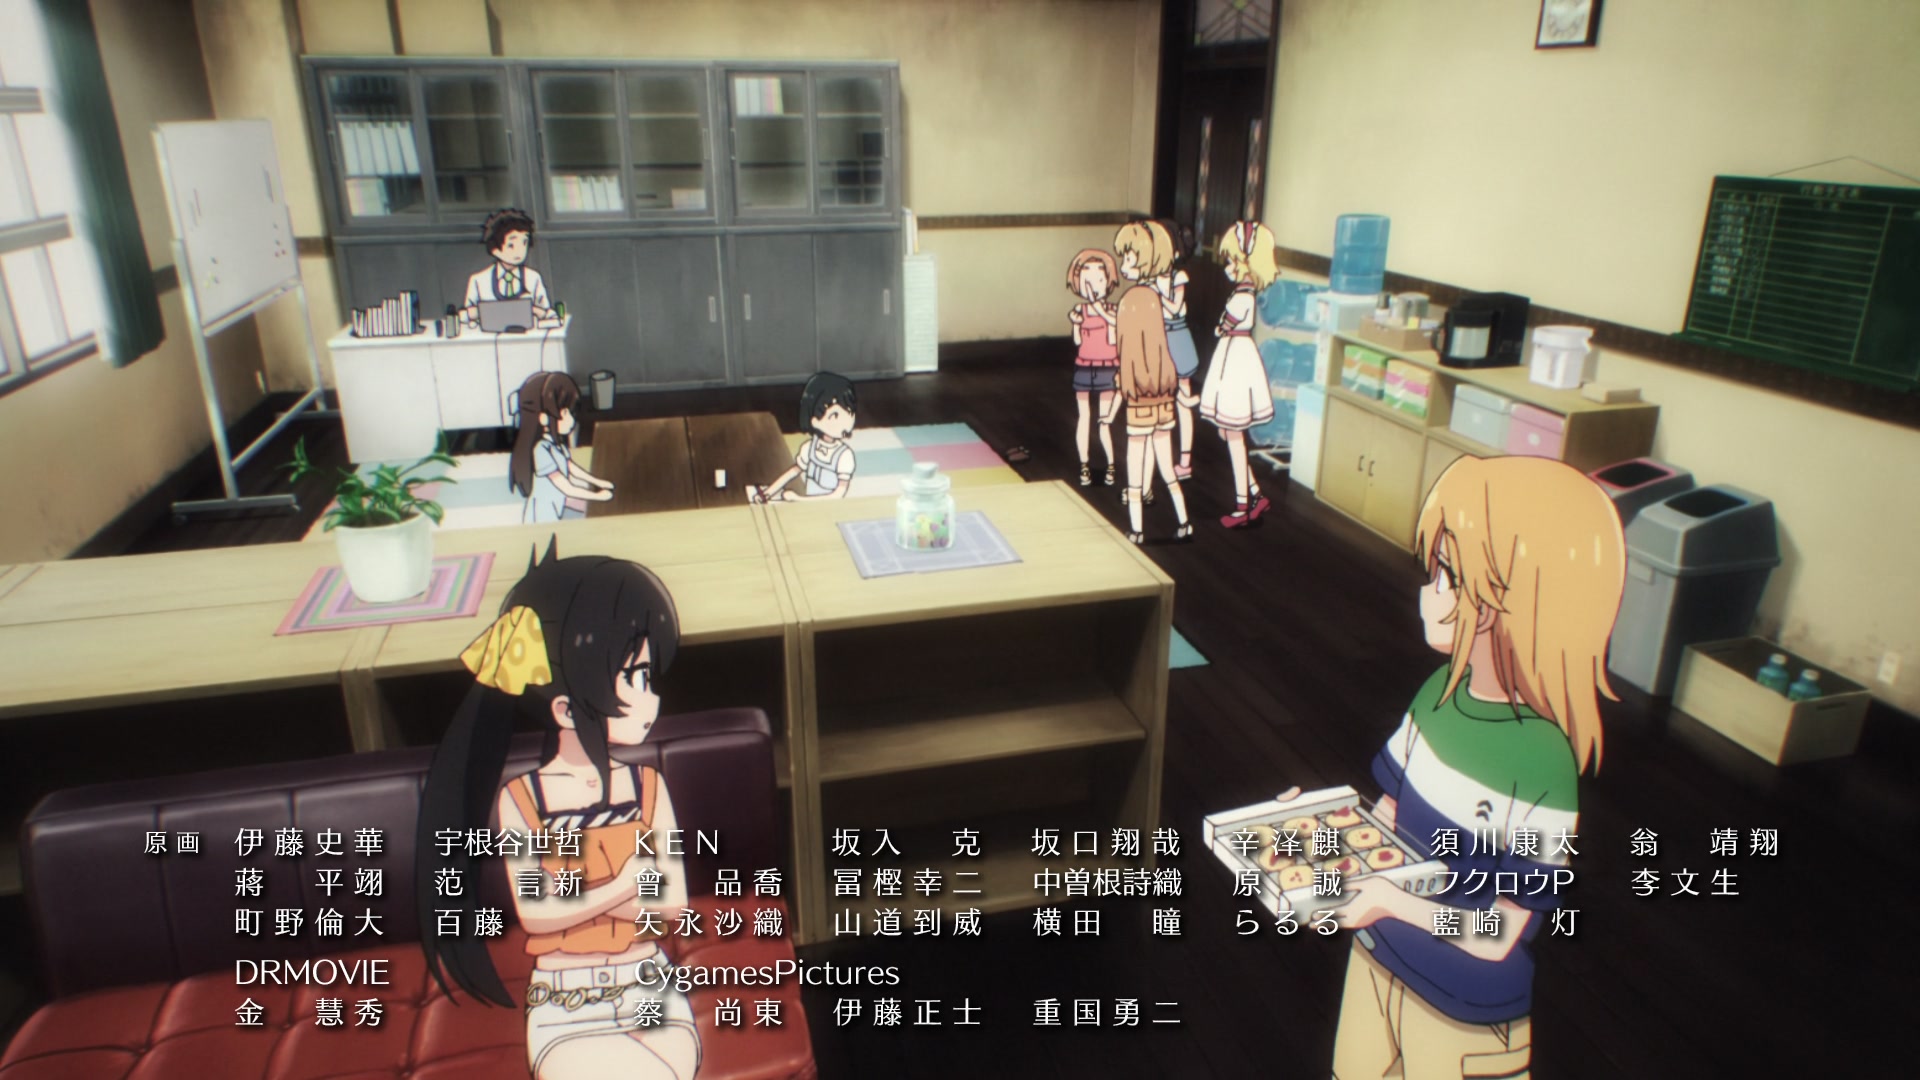 原画 伊藤史華 宇根谷世哲 KEN 坂入 克 坂口翔哉 辛泽麒 須川康太 翁 靖翔
蔣 平翊 范 言新 曾 品喬 冨樫幸二 中曽根詩織 原 誠 フクロウP 李文生
町野倫大 百藤 矢永沙織 山道到威 横田 瞳 らるる 藍崎 灯
DRMOVIE CygamesPictures
金 慧秀 蔡 尚東 伊藤正士 重国勇二